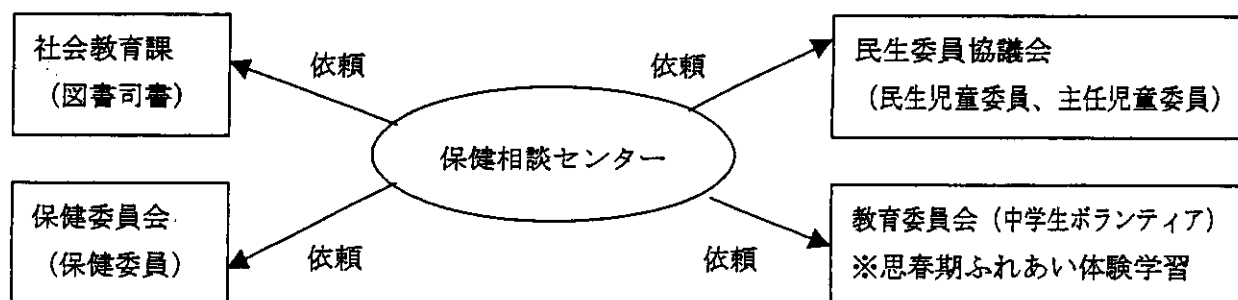 社会教育課
（図書司書）
依頼
依頼
民生委員協議会
（民生児童委員、主任児童委員）
保健相談センター
保健委員会
（保健委員）
依頼
依頼
教育委員会（中学生ボランティア）
※思春期ふれあい体験学習